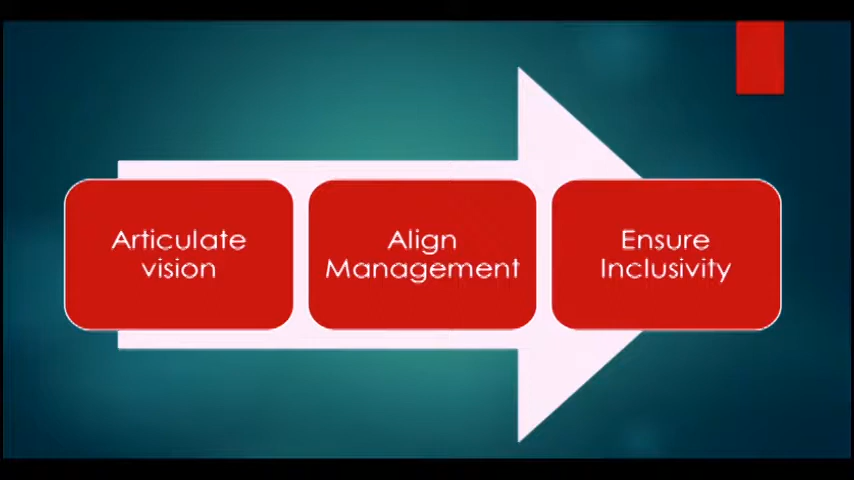 Articulate
vision
Align
Management
Ensure
Inclusivity